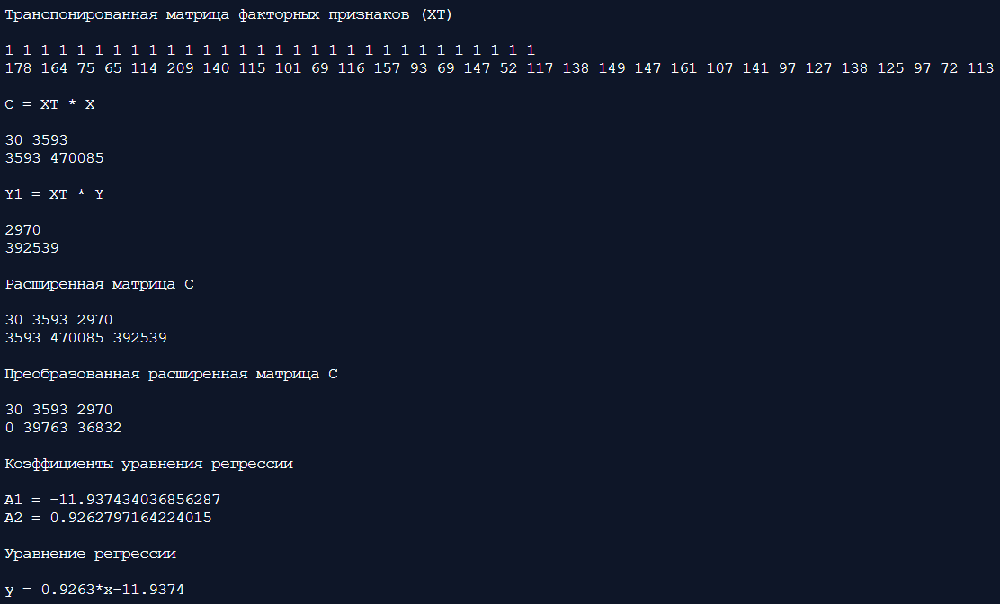 Транспонированная матрица факторных признаков (XT)
1 1 1 1 1 1 1 1 1 1 1 1 1 1 1 1 1 1 1 1 1 1 1 1 1 1 1 1 1 1
178 164 75 65 114 209 140 115 101 69 116 157 93 69 147 52 117 138 149 147 161 107 141 97 127 138 125 97 72 113
C = XT * X
30 3593
3593 470085
Y1 = XT * Y
2970
392539
Расширенная матрица C
30 3593 2970
3593 470085 392539
Преобразованная расширенная матрица C
30 3593 2970
0 39763 36832
Коэффициенты уравнения регрессии
A1 = -11.937434036856287
A2 = 0.9262797164224015
Уравнение регрессии
y = 0.9263*x-11.9374